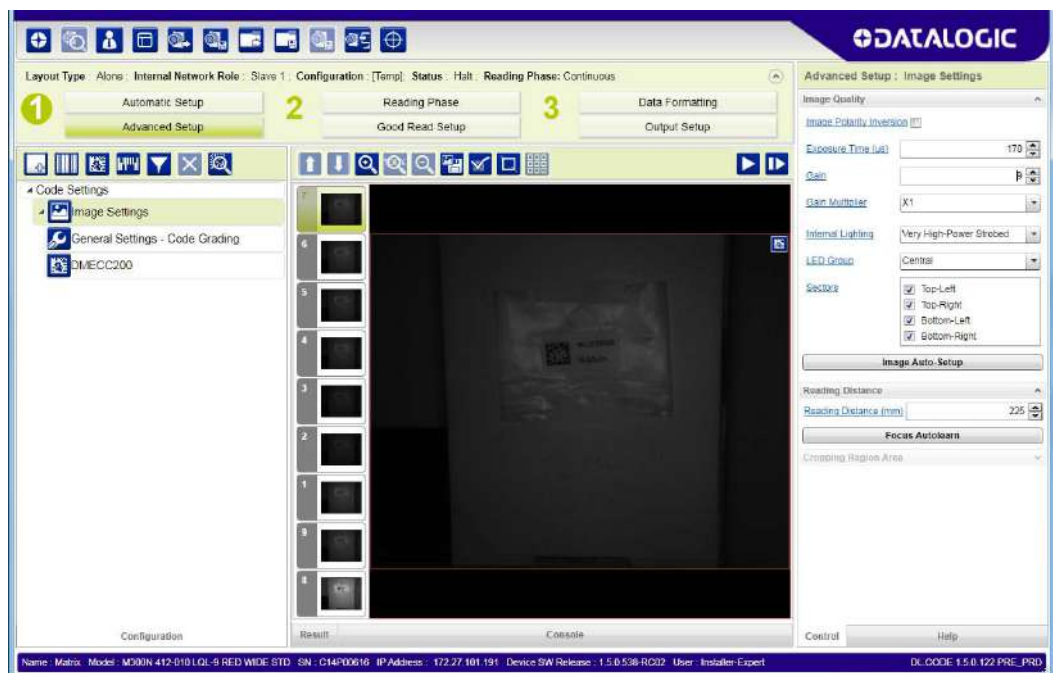 DATALOGIC
Layout Type : Alone : Internal Network Role : Slave 1 : Configuration : [Temp] : Status : Halt : Reading Phase: Continuous
1
Automatic Setup
Advanced Setup
2
Reading Phase
Good Read Setup
3
Data Formatting
Output Setup
Code Settings
Image Settings
General Settings - Code Grading
DMECC200
Configuration
7
6
5
4
3
2
1
9
8
Result
Console
Advanced Setup : Image Settings
Image Quality
Image Polarity Inversion
Exposure Time (us) 170
Gain
Gain Multiplier X1
Internal Lighting Very High-Power Strobed
LED Group Central
Sectors
Top-Left
Top-Right
Bottom-Left
Bottom-Right
Image Auto-Setup
Reading Distance
Reading Distance (mm) 225
Focus Autolearn
Cropping Region Area
Control
Help
Name : Matrix Model : M300N 412-010 LQL-9 RED WIDE STD SN : C14P00616 IP Address : 172.27.101.191 Device SW Release : 1.5.0.538-RC02 User : Installer-Expert
DL.CODE 1.5.0.122 PRE_PRD